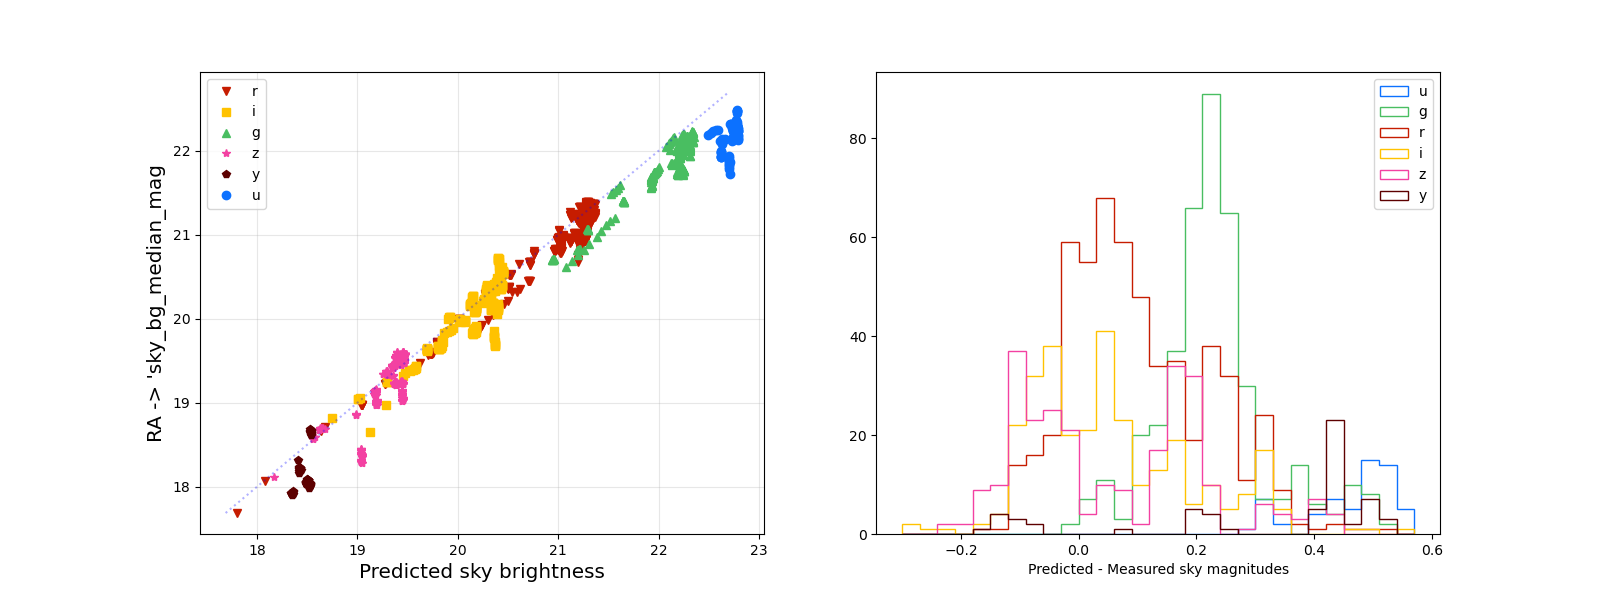 r
i
g
z
y
u
22
21
20
19
18
18
19
20
21
22
23
RA -> 'sky_bg_median_mag
Predicted sky brightness
u
g
r
i
z
y
80
60
40
20
0
−0.2
0.0
0.2
0.4
0.6
Predicted - Measured sky magnitudes